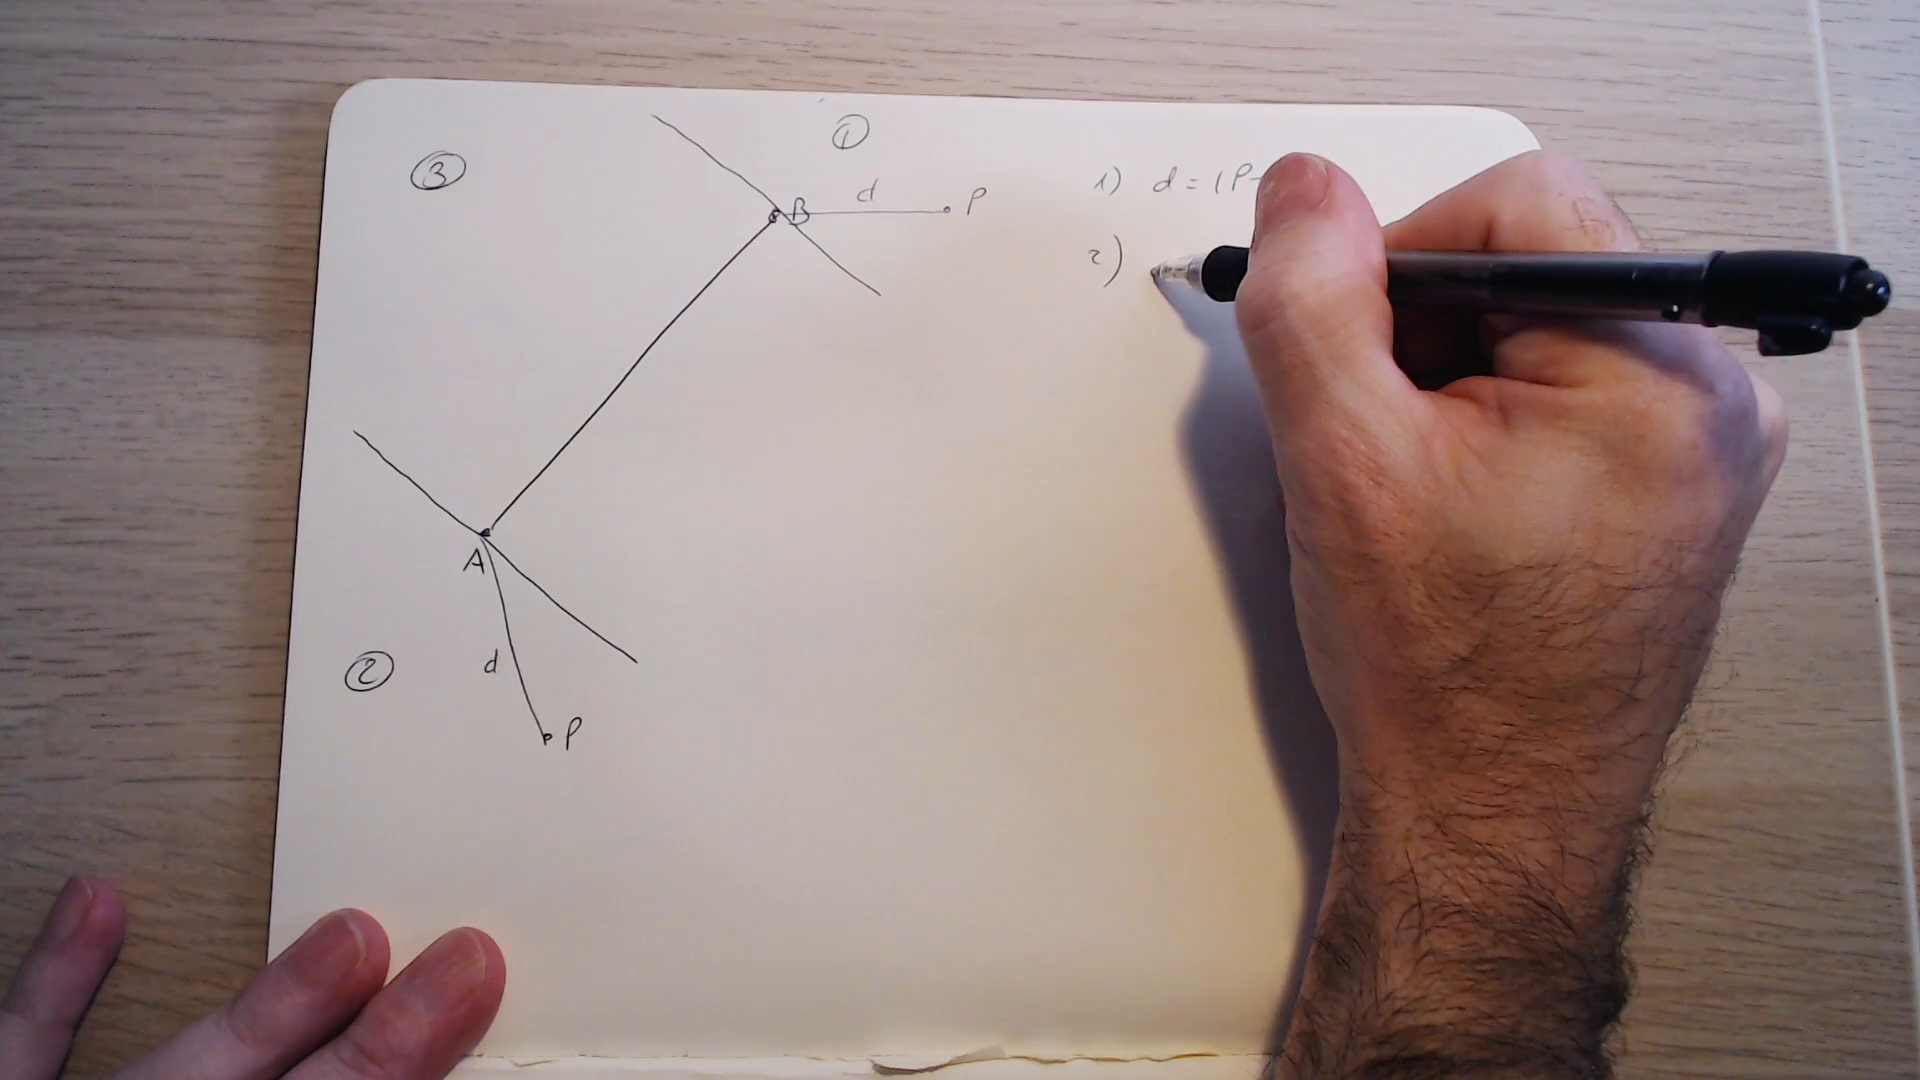 ①
③
1) d = |P-
d
P
B
2)
A
②
d
P